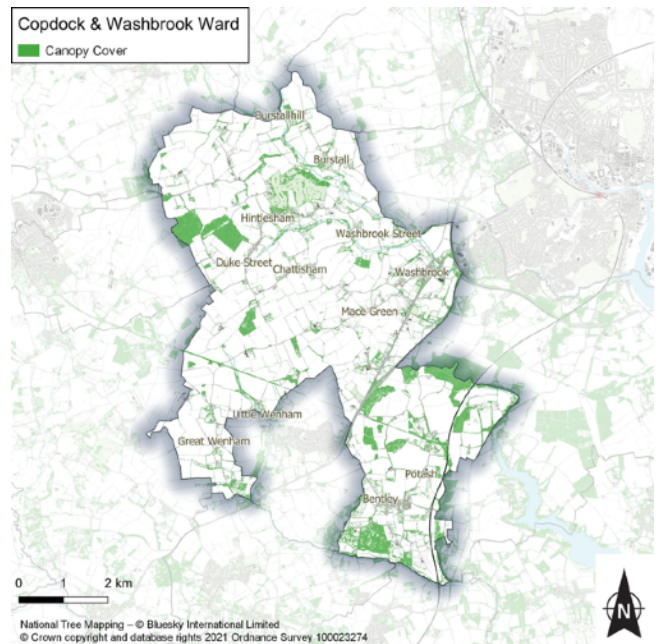 Copdock & Washbrook Ward
Canopy Cover
Burstallhill
Burstall
Hintlesham
Washbrook Street
Duke Street
Chattisham
Washbrook
Mace Green
Little Wenham
Great Wenham
Potash
Bentley
0 1 2 km
N
National Tree Mapping – © Bluesky International Limited
© Crown copyright and database rights 2021 Ordnance Survey 100023274